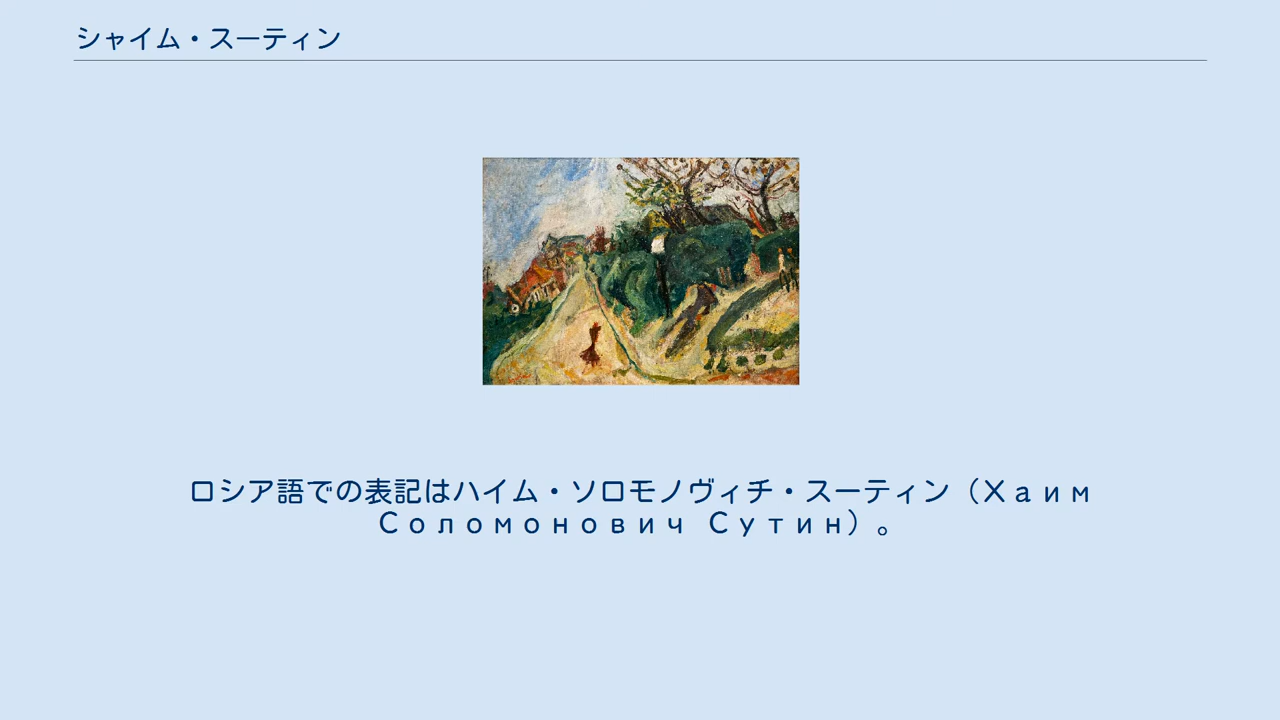 シャイム・スーティン
ロシア語での表記はハイム・ソロモノヴィチ・スーティン（Хаим
Соломонович Сутин）。